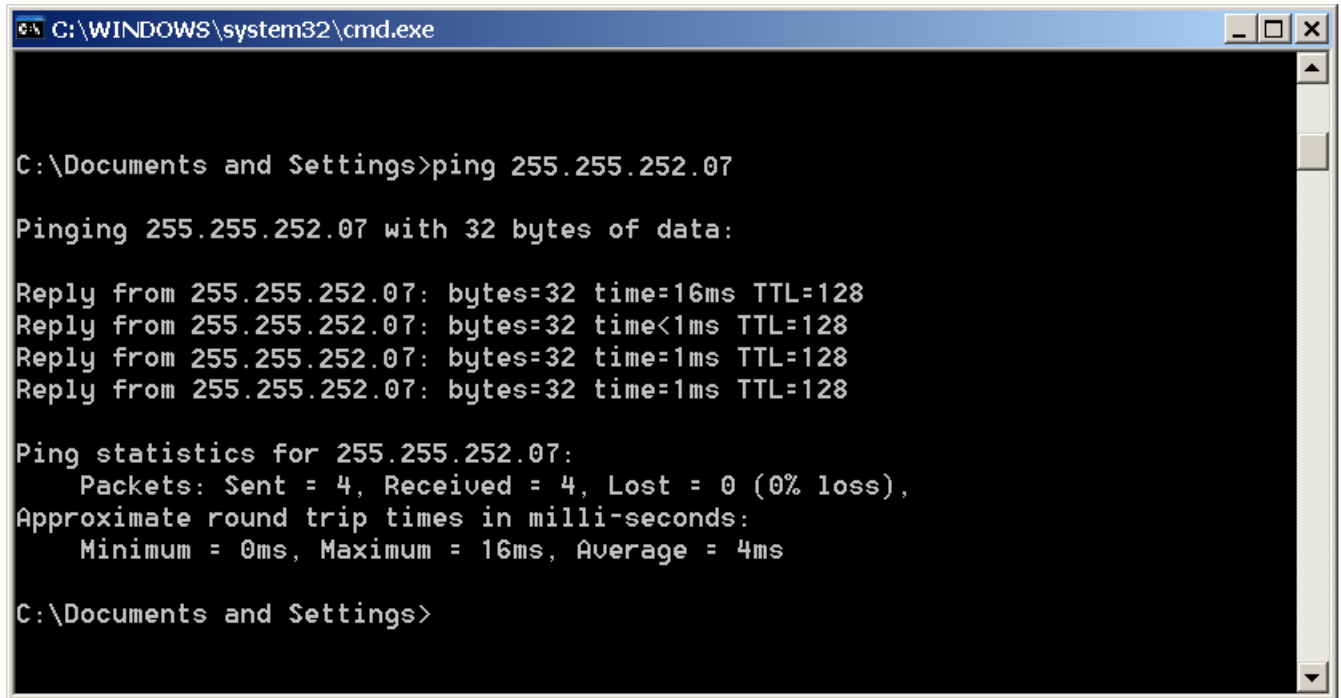 C:\WINDOWS\system32\cmd.exe
C:\Documents and Settings>ping 255.255.252.07
Pinging 255.255.252.07 with 32 bytes of data:
Reply from 255.255.252.07: bytes=32 time=16ms TTL=128
Reply from 255.255.252.07: bytes=32 time<1ms TTL=128
Reply from 255.255.252.07: bytes=32 time=1ms TTL=128
Reply from 255.255.252.07: bytes=32 time=1ms TTL=128
Ping statistics for 255.255.252.07:
    Packets: Sent = 4, Received = 4, Lost = 0 (0% loss),
Approximate round trip times in milli-seconds:
    Minimum = 0ms, Maximum = 16ms, Average = 4ms
C:\Documents and Settings>